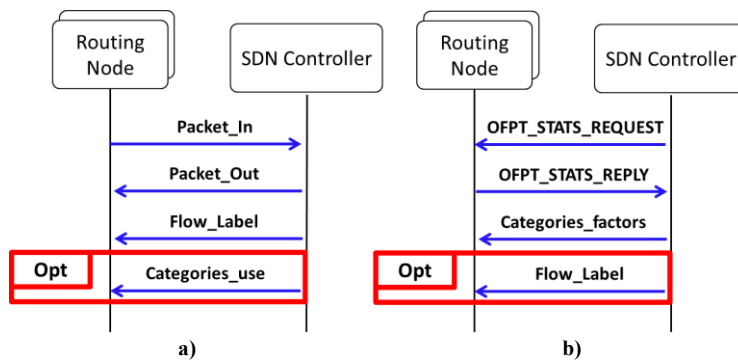 Routing
Node
SDN Controller
Packet_In
Packet_Out
Flow_Label
Opt
Categories_use
a)
Routing
Node
SDN Controller
OFPT_STATS_REQUEST
OFPT_STATS_REPLY
Categories_factors
Opt
Flow_Label
b)